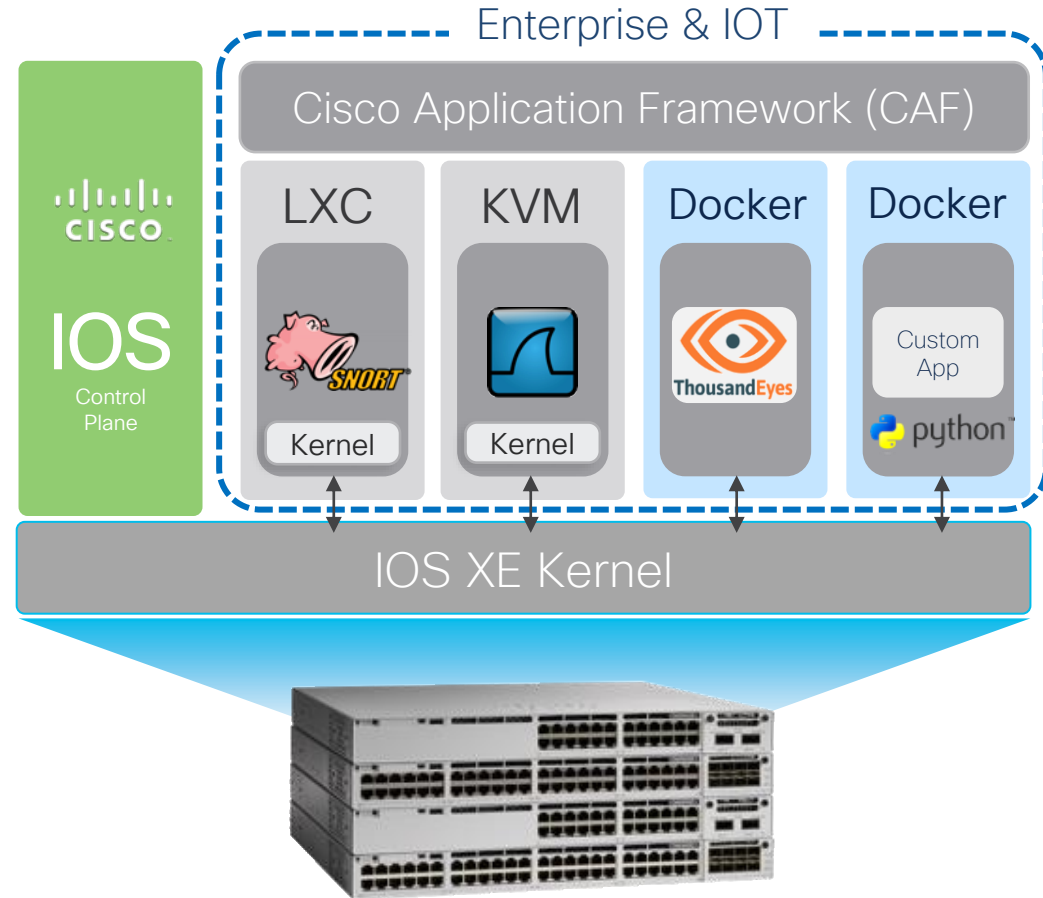 Enterprise & IOT
Cisco Application Framework (CAF)
CISCO
IOS
Control
Plane
LXC
SNORT®
Kernel
KVM
Kernel
Docker
ThousandEyes
Docker
Custom
App
python™
IOS XE Kernel